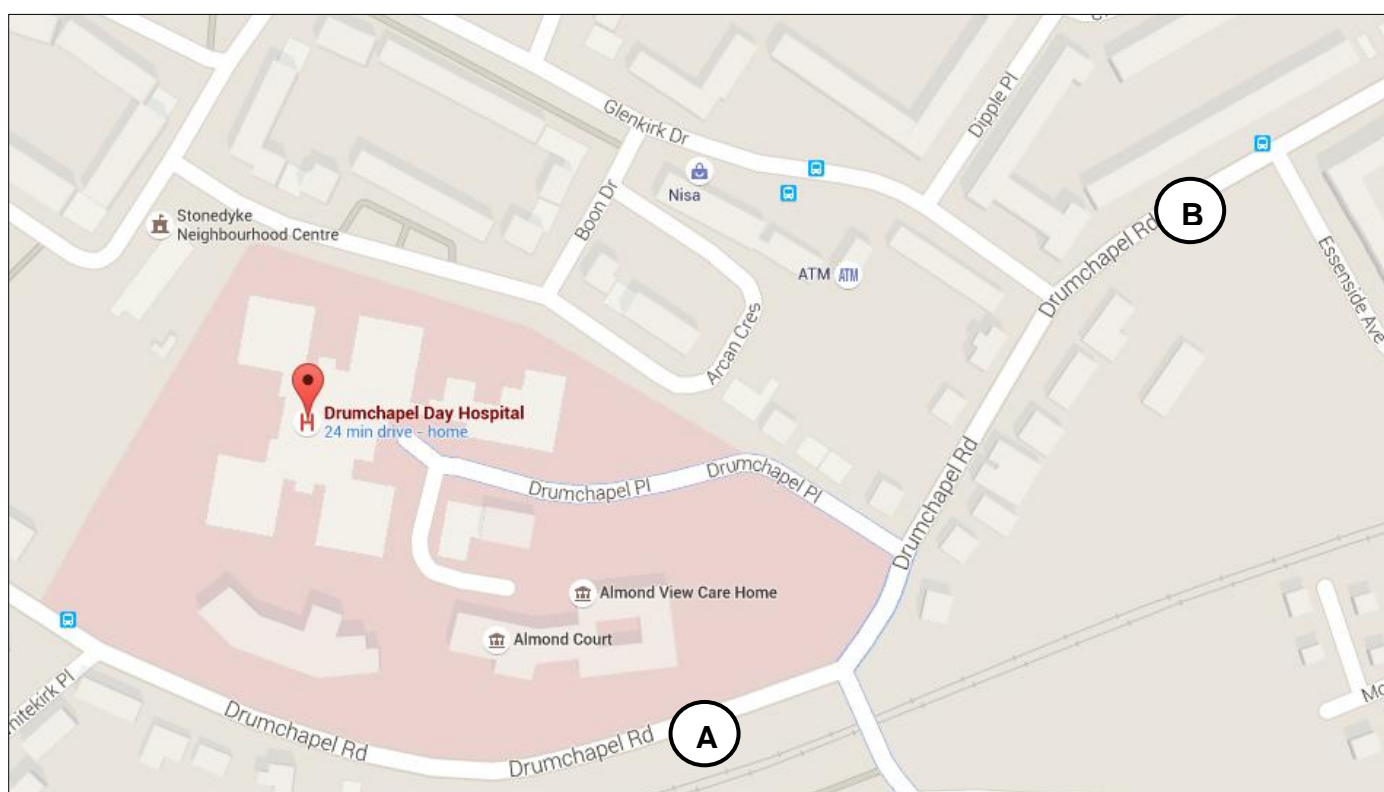 Glenkirk Dr
Dipple Pl
Nisa
Boon Dr
B
Stonedyke
Neighbourhood Centre
Drumchapel Rd
ATM
ATM
Essenside Ave
Drumchapel Rd
Arcan Cres
H
Drumchapel Day Hospital
24 min drive - home
Drumchapel Pl
Drumchapel Pl
Drumchapel Rd
Almond View Care Home
Almond Court
Drumchapel Rd
Drumchapel Rd
A